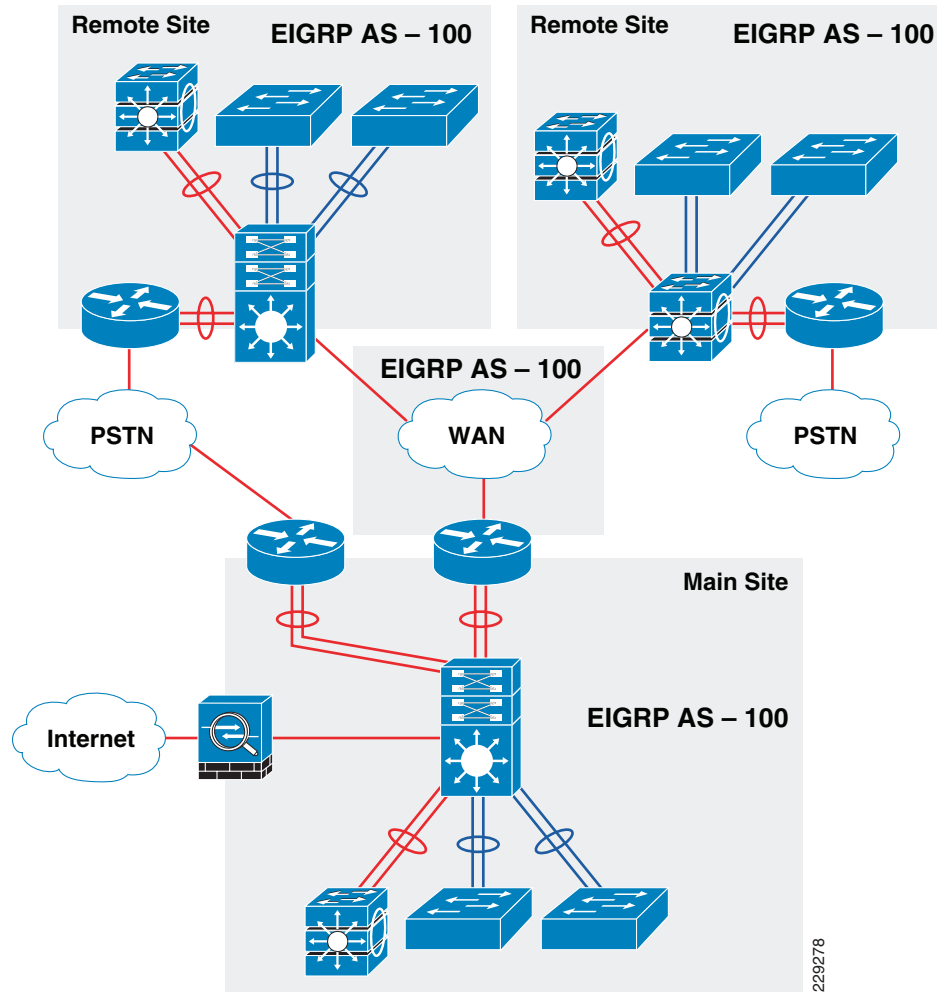 Remote Site
EIGRP AS – 100
Remote Site
EIGRP AS – 100
EIGRP AS – 100
PSTN
WAN
PSTN
Main Site
EIGRP AS – 100
Internet
229278